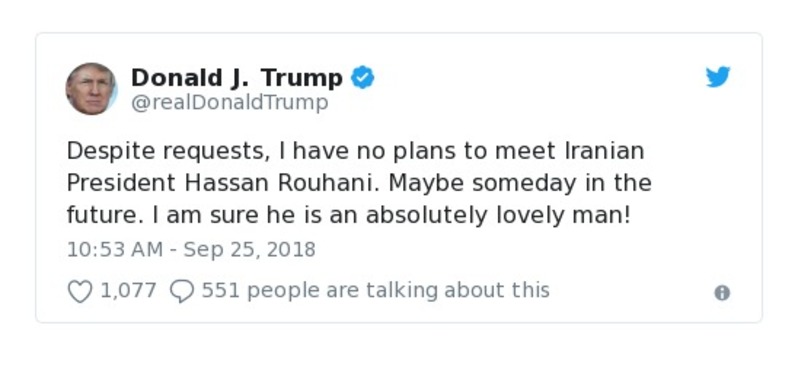 Donald J. Trump
@realDonaldTrump
Despite requests, I have no plans to meet Iranian
President Hassan Rouhani. Maybe someday in the
future. I am sure he is an absolutely lovely man!
10:53 AM - Sep 25, 2018
1,077 551 people are talking about this